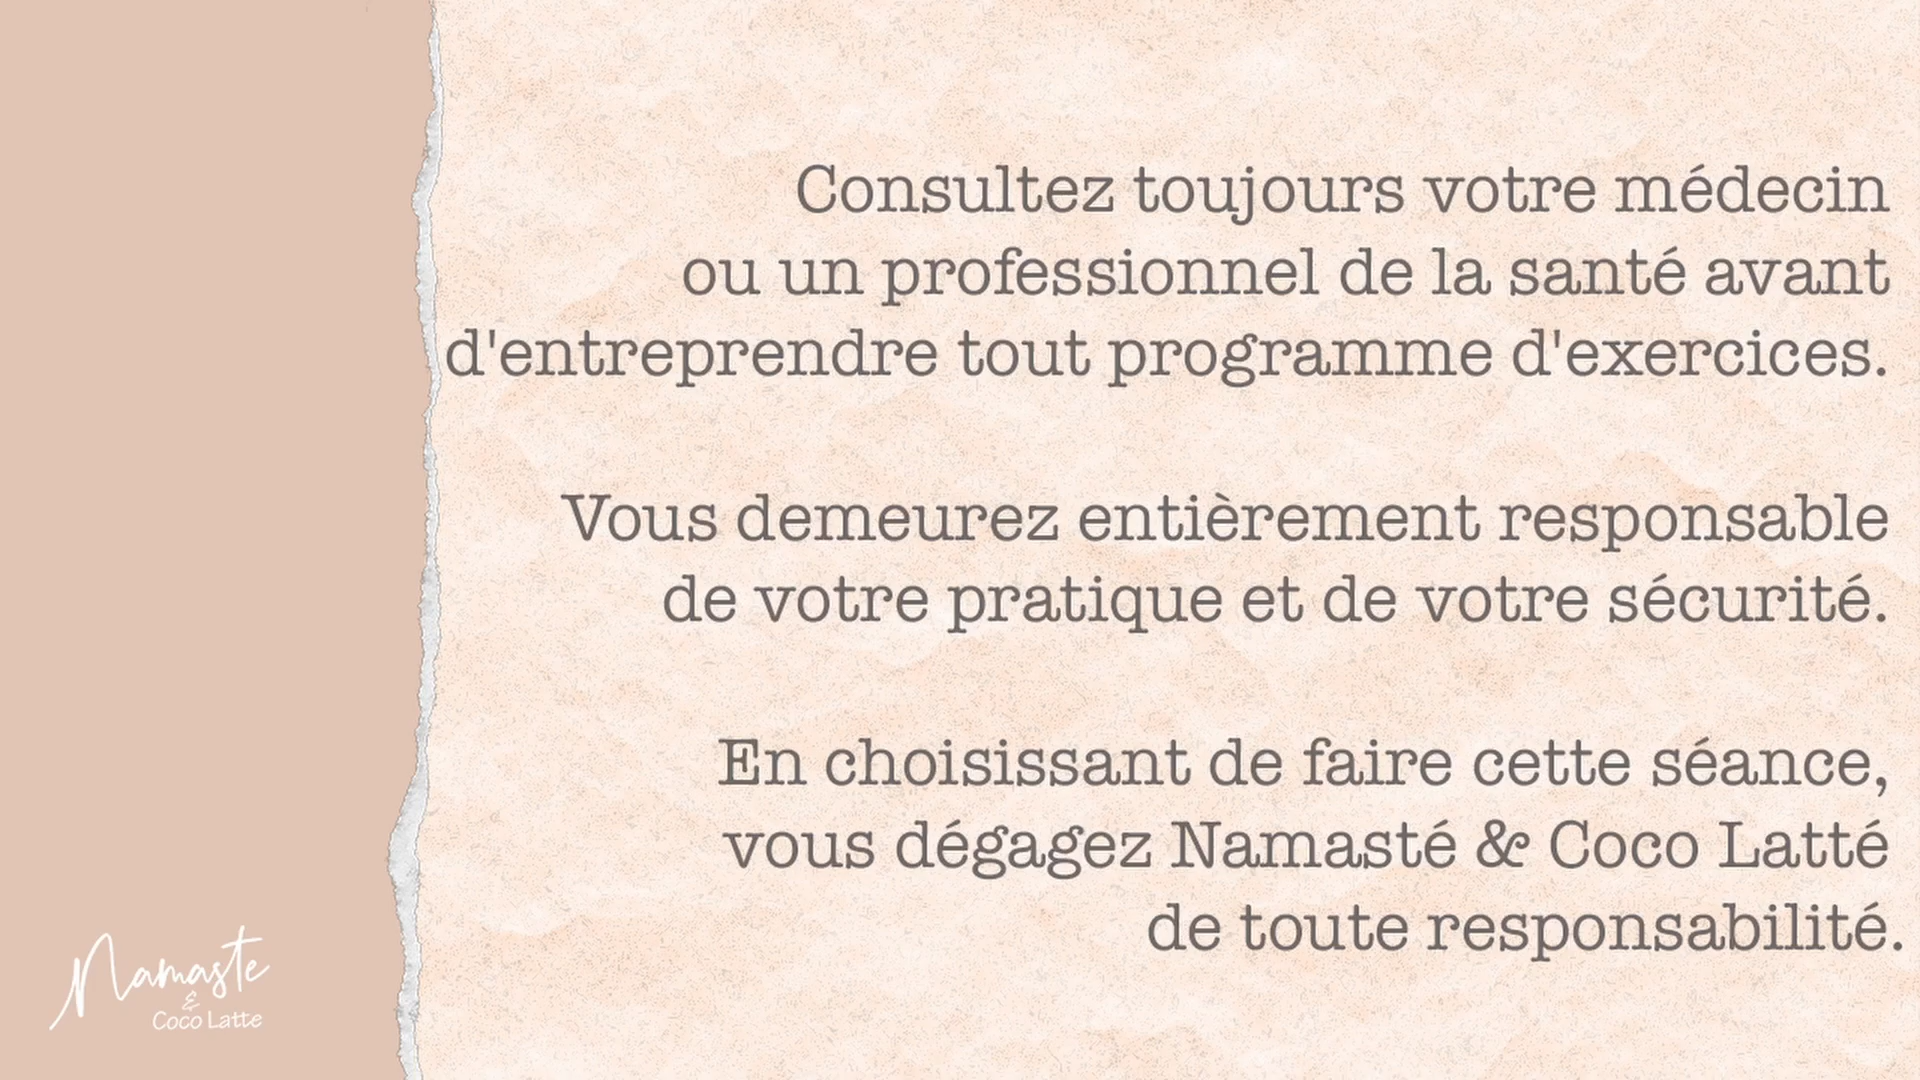 Consultez toujours votre médecin
ou un professionnel de la santé avant
d'entreprendre tout programme d'exercices.
Vous demeurez entièrement responsable
de votre pratique et de votre sécurité.
En choisissant de faire cette séance,
vous dégagez Namasté & Coco Latté
de toute responsabilité.
Namaste
&
Coco Latte